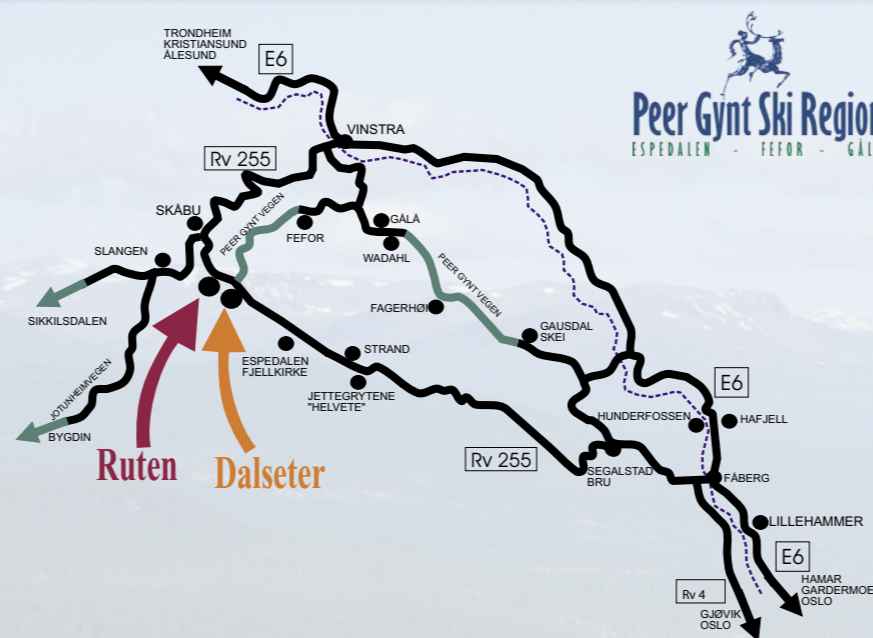 TRONDHEIM
KRISTIANSUND
ÅLESUND
E6
Peer Gynt Ski Region
ESPEDALEN - FEFOR - GÅL
VINSTRA
Rv 255
SKÅBU
PEER GYNT VEGEN
FEFOR
GÅLÅ
WADAHL
SLANGEN
PEER GYNT VEGEN
SIKKILSDALEN
FAGERHØI
GAUSDAL
SKEI
STRAND
ESPEDALEN
FJELLKIRKE
JETTEGRYTENE
"HELVETE"
JOTUNHEIMVEGEN
BYGDIN
E6
HUNDERFOSSEN
HAFJELL
Ruten
Dalseter
Rv 255
SEGALSTAD
BRU
FÅBERG
LILLEHAMMER
E6
Rv 4
HAMAR
GARDERMOE
OSLO
GJØVIK
OSLO